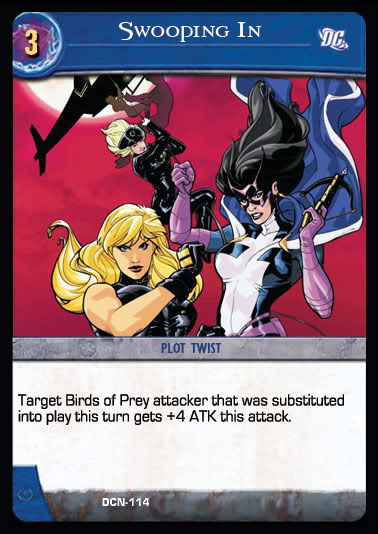 3
Swooping In
DC
PLOT TWIST
Target Birds of Prey attacker that was substituted
into play this turn gets +4 ATK this attack.
DCN-114